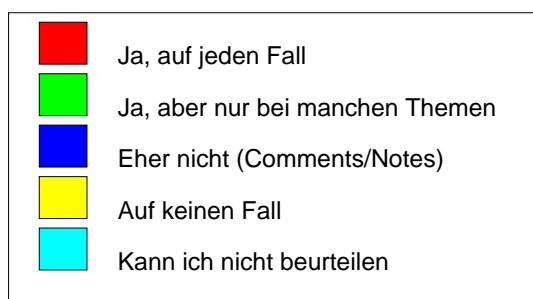 Ja, auf jeden Fall
Ja, aber nur bei manchen Themen
Eher nicht (Comments/Notes)
Auf keinen Fall
Kann ich nicht beurteilen